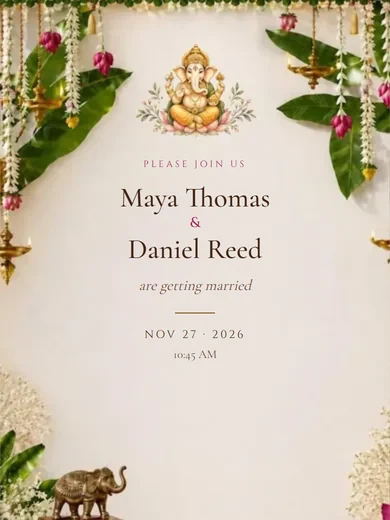 PLEASE JOIN US
Maya Thomas
&
Daniel Reed
are getting married
NOV 27 · 2026
10:45 AM